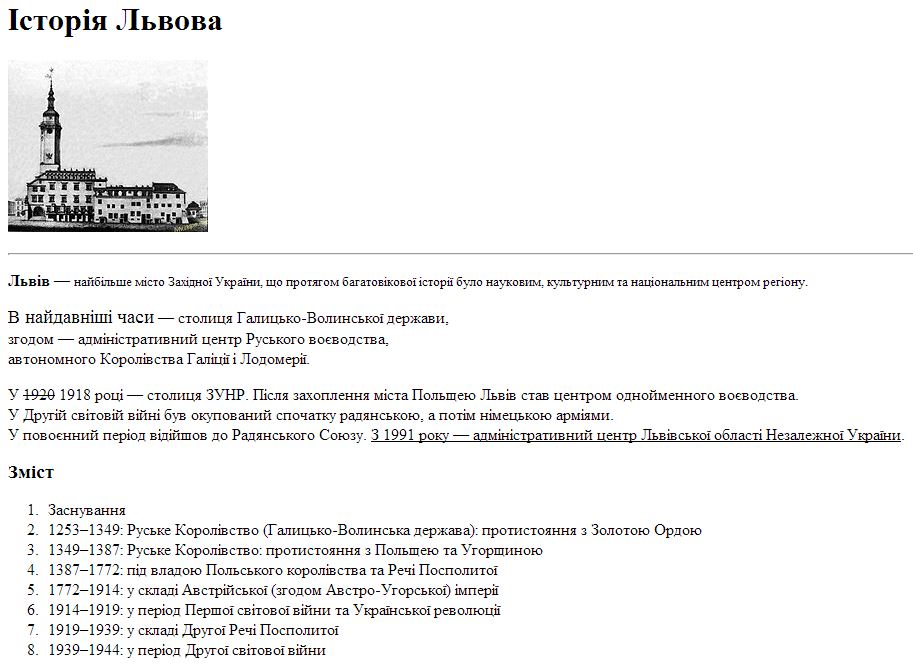 Історія Львова
Львів — найбільше місто Західної України, що протягом багатовікової історії було науковим, культурним та національним центром регіону.
В найдавніші часи — столиця Галицько-Волинської держави,
згодом — адміністративний центр Руського воєводства,
автономного Королівства Галіції і Лодомерії.
У 1920 1918 році — столиця ЗУНР. Після захоплення міста Польщею Львів став центром однойменного воєводства.
У Другій світовій війні був окупований спочатку радянською, а потім німецькою арміями.
У повоєнний період відійшов до Радянського Союзу. З 1991 року — адміністративний центр Львівської області Незалежної України.
Зміст
1. Заснування
2. 1253–1349: Руське Королівство (Галицько-Волинська держава): протистояння з Золотою Ордою
3. 1349–1387: Руське Королівство: протистояння з Польщею та Угорщиною
4. 1387–1772: під владою Польського королівства та Речі Посполитої
5. 1772–1914: у складі Австрійської (згодом Австро-Угорської) імперії
6. 1914–1919: у період Першої світової війни та Української революції
7. 1919–1939: у складі Другої Речі Посполитої
8. 1939–1944: у період Другої світової війни